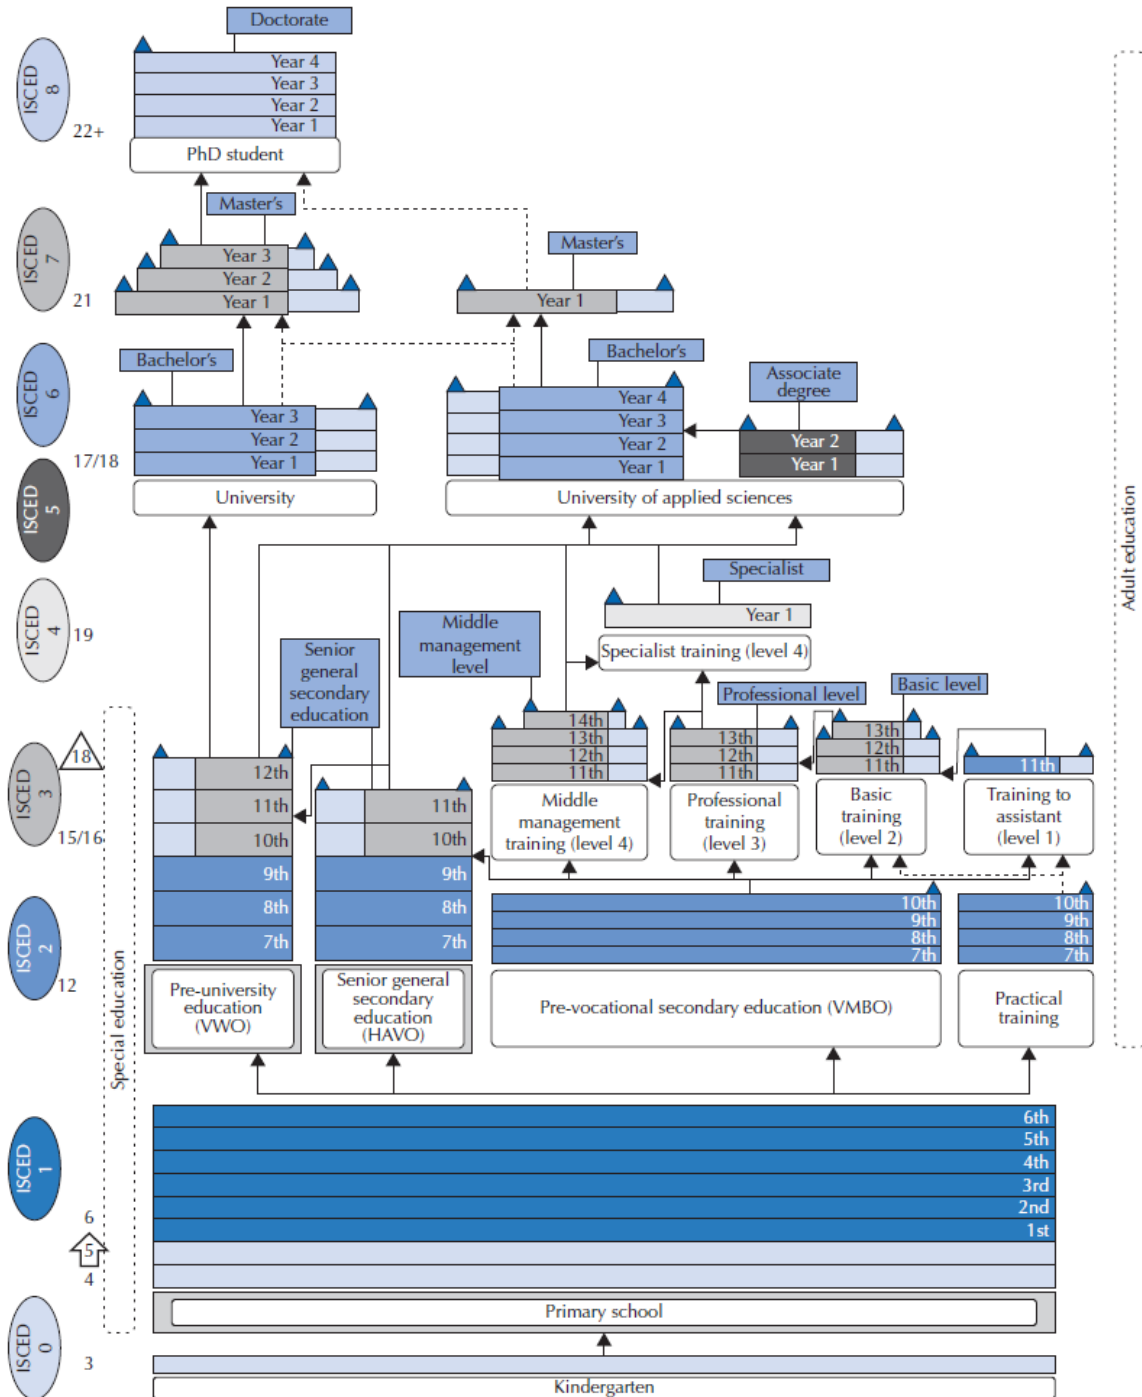 Doctorate
ISCED 8
Year 4
Year 3
Year 2
Year 1
22+
PhD student
Master's
ISCED 7
Year 3
Year 2
Year 1
21
Master's
Year 1
Bachelor's
ISCED 6
Year 3
Year 2
Year 1
17/18
University
Bachelor's
Year 4
Year 3
Year 2
Year 1
Associate
degree
Year 2
Year 1
University of applied sciences
ISCED 5
Adult education
Specialist
Year 1
ISCED 4
19
Specialist training (level 4)
Middle
management
level
Senior
general
secondary
education
Professional level
Basic level
Special education
18
ISCED 3
15/16
12th
11th
10th
9th
8th
7th
11th
10th
9th
8th
7th
14th
13th
12th
11th
Middle
management
training (level 4)
13th
12th
11th
Professional
training
(level 3)
13th
12th
11th
Basic
training
(level 2)
11th
Training to
assistant
(level 1)
ISCED 2
12
10th
9th
8th
7th
10th
9th
8th
7th
Pre-university
education
(VWO)
Senior general
secondary
education
(HAVO)
Pre-vocational secondary education (VMBO)
Practical
training
ISCED 1
6th
5th
4th
3rd
2nd
1st
6
5
4
Primary school
ISCED 0
3
Kindergarten